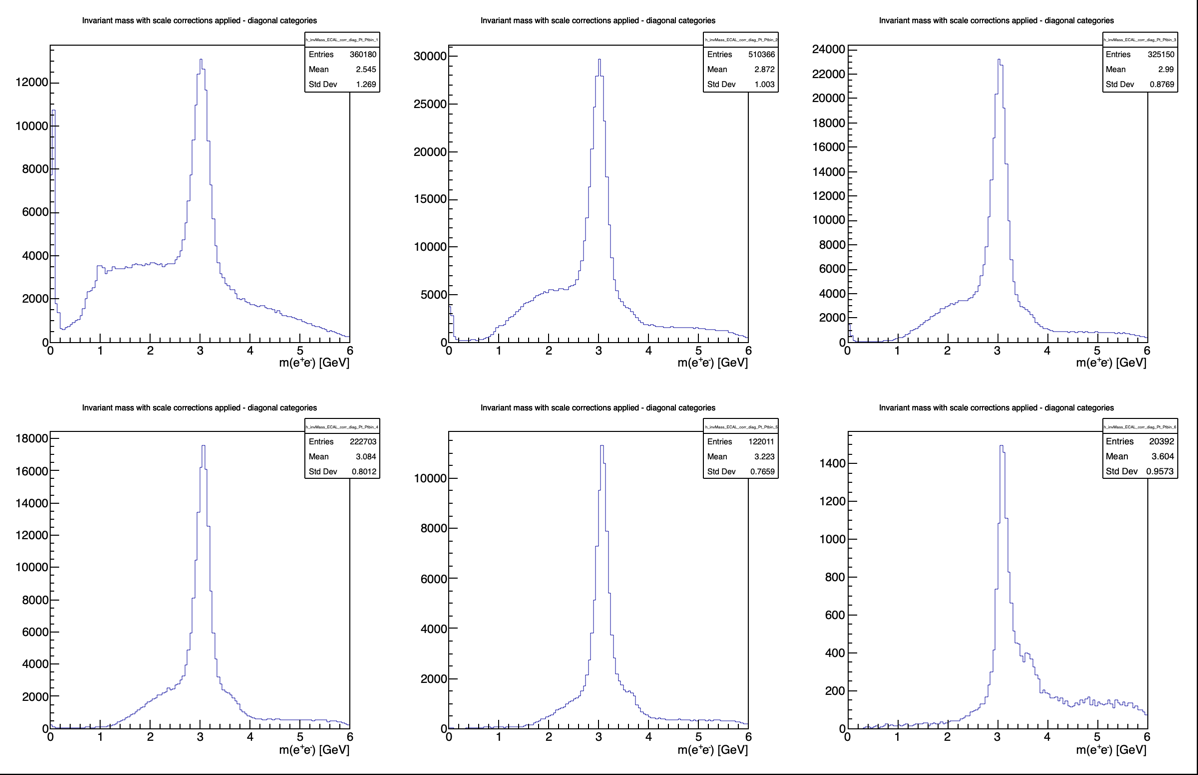 Invariant mass with scale corrections applied - diagonal categories
h_invMass_ECAL_corr_diag_Pt_Ptbin_1
Entries 360180
Mean 2.545
Std Dev 1.269
12000
10000
8000
6000
4000
2000
0
0 1 2 3 4 5 6
m(e+e-) [GeV]
Invariant mass with scale corrections applied - diagonal categories
h_invMass_ECAL_corr_diag_Pt_Ptbin_2
Entries 510366
Mean 2.872
Std Dev 1.003
30000
25000
20000
15000
10000
5000
0
0 1 2 3 4 5 6
m(e+e-) [GeV]
Invariant mass with scale corrections applied - diagonal categories
h_invMass_ECAL_corr_diag_Pt_Ptbin_3
Entries 325150
Mean 2.99
Std Dev 0.8769
24000
22000
20000
18000
16000
14000
12000
10000
8000
6000
4000
2000
0
0 1 2 3 4 5 6
m(e+e-) [GeV]
Invariant mass with scale corrections applied - diagonal categories
h_invMass_ECAL_corr_diag_Pt_Ptbin_4
Entries 222703
Mean 3.084
Std Dev 0.8012
18000
16000
14000
12000
10000
8000
6000
4000
2000
0
0 1 2 3 4 5 6
m(e+e-) [GeV]
Invariant mass with scale corrections applied - diagonal categories
h_invMass_ECAL_corr_diag_Pt_Ptbin_5
Entries 122011
Mean 3.223
Std Dev 0.7659
10000
8000
6000
4000
2000
0
0 1 2 3 4 5 6
m(e+e-) [GeV]
Invariant mass with scale corrections applied - diagonal categories
h_invMass_ECAL_corr_diag_Pt_Ptbin_6
Entries 20392
Mean 3.604
Std Dev 0.9573
1400
1200
1000
800
600
400
200
0
0 1 2 3 4 5 6
m(e+e-) [GeV]